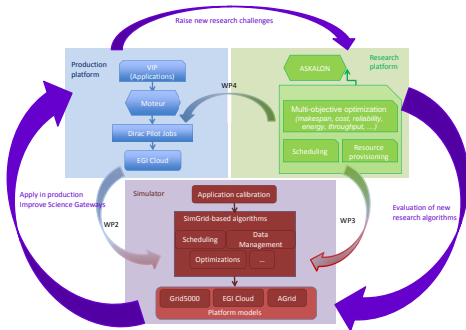 Raise new research challenges
Production
platform
VIP
(Applications)
Moteur
Dirac Pilot Jobs
EGI Cloud
WP4
ASKALON
Research
platform
Multi-objective optimization
(makespan, cost, reliability,
energy, throughput, ...)
Scheduling
Resource
provisioning
Apply in production
Improve Science Gateways
WP2
Simulator
Application calibration
SimGrid-based algorithms
Scheduling
Data
Management
Optimizations
...
WP3
Evaluation of new
research algorithms
Grid5000
EGI Cloud
AGrid
Platform models